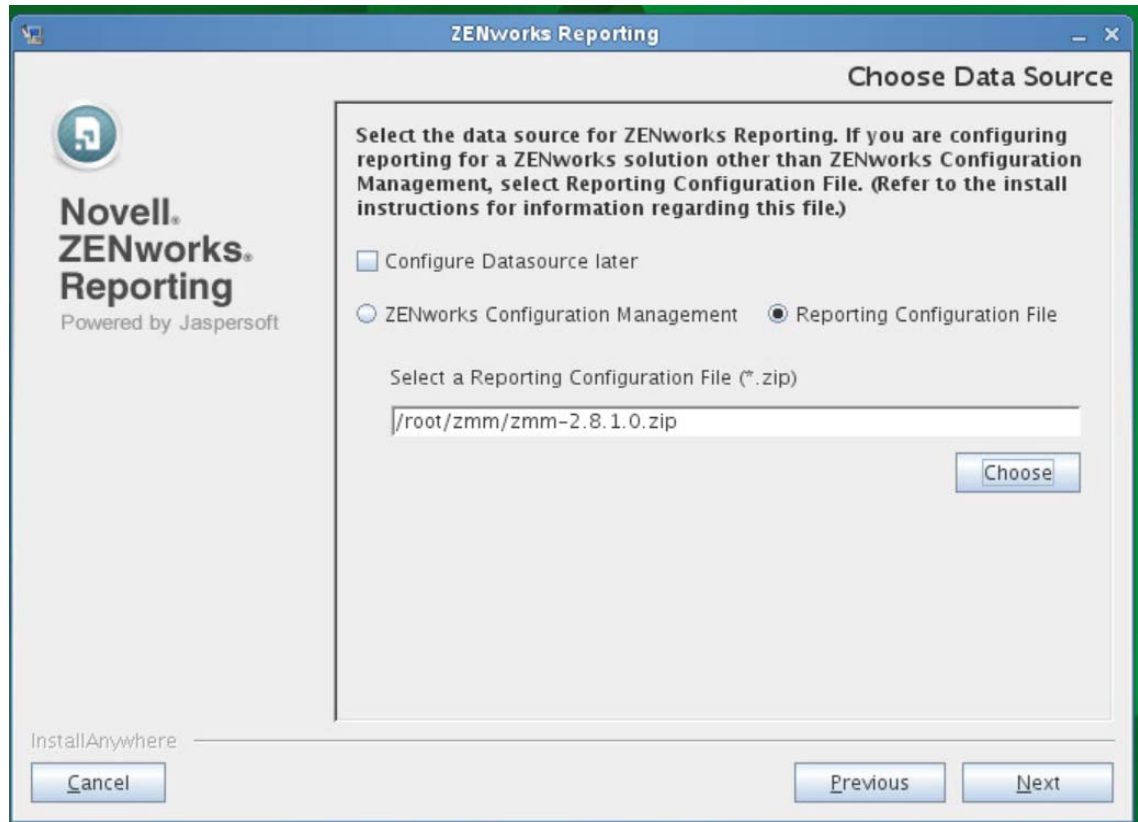 ZENworks Reporting
Choose Data Source
Novell®
ZENworks®
Reporting
Powered by Jaspersoft
Select the data source for ZENworks Reporting. If you are configuring
reporting for a ZENworks solution other than ZENworks Configuration
Management, select Reporting Configuration File. (Refer to the install
instructions for information regarding this file.)
Configure Datasource later
ZENworks Configuration Management Reporting Configuration File
Select a Reporting Configuration File (*.zip)
/root/zmm/zmm-2.8.1.0.zip
Choose
InstallAnywhere
Cancel Previous Next